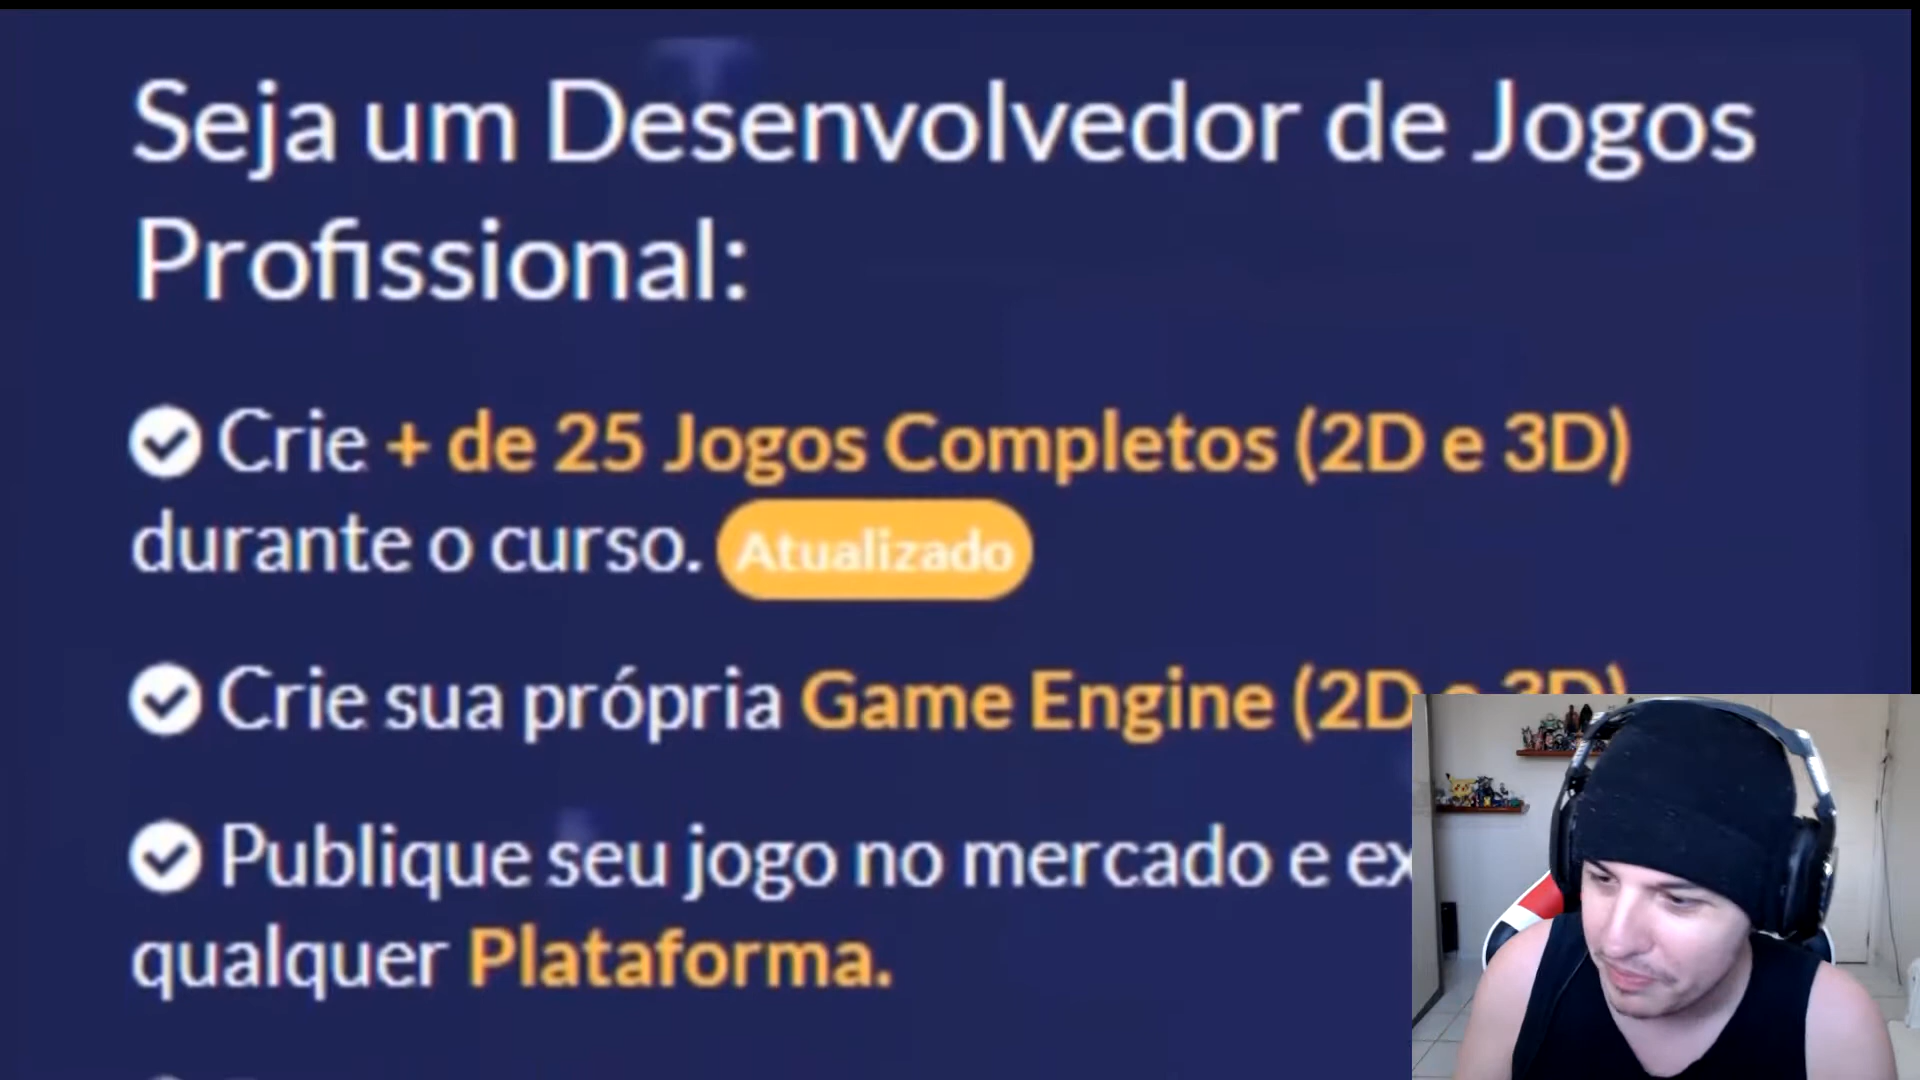 Seja um Desenvolvedor de Jogos
Profissional:
Crie + de 25 Jogos Completos (2D e 3D)
durante o curso. Atualizado
Crie sua própria Game Engine (2D e 3D)
Publique seu jogo no mercado e
qualquer Plataforma.